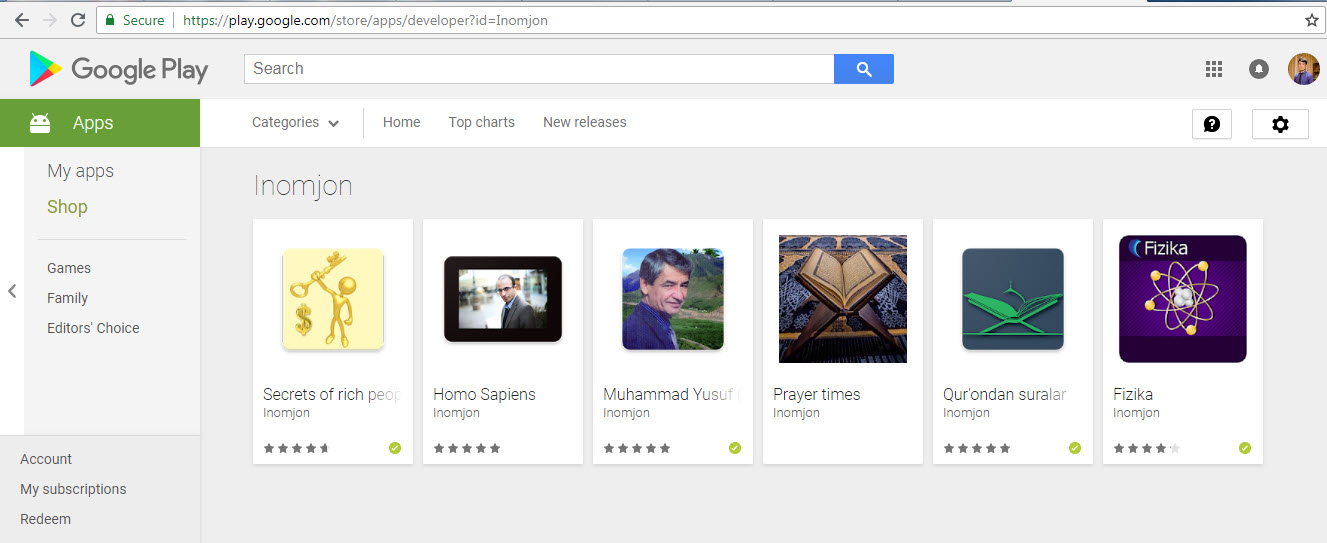 Secure https://play.google.com/store/apps/developer?id=Inomjon
Google Play
Search
Apps
Categories Home Top charts New releases
My apps
Shop
Games
Family
Editors' Choice
Account
My subscriptions
Redeem
Inomjon
Secrets of rich peop
Inomjon
Homo Sapiens
Inomjon
Muhammad Yusuf
Inomjon
Prayer times
Inomjon
Qur'ondan suralar
Inomjon
Fizika
Fizika
Inomjon